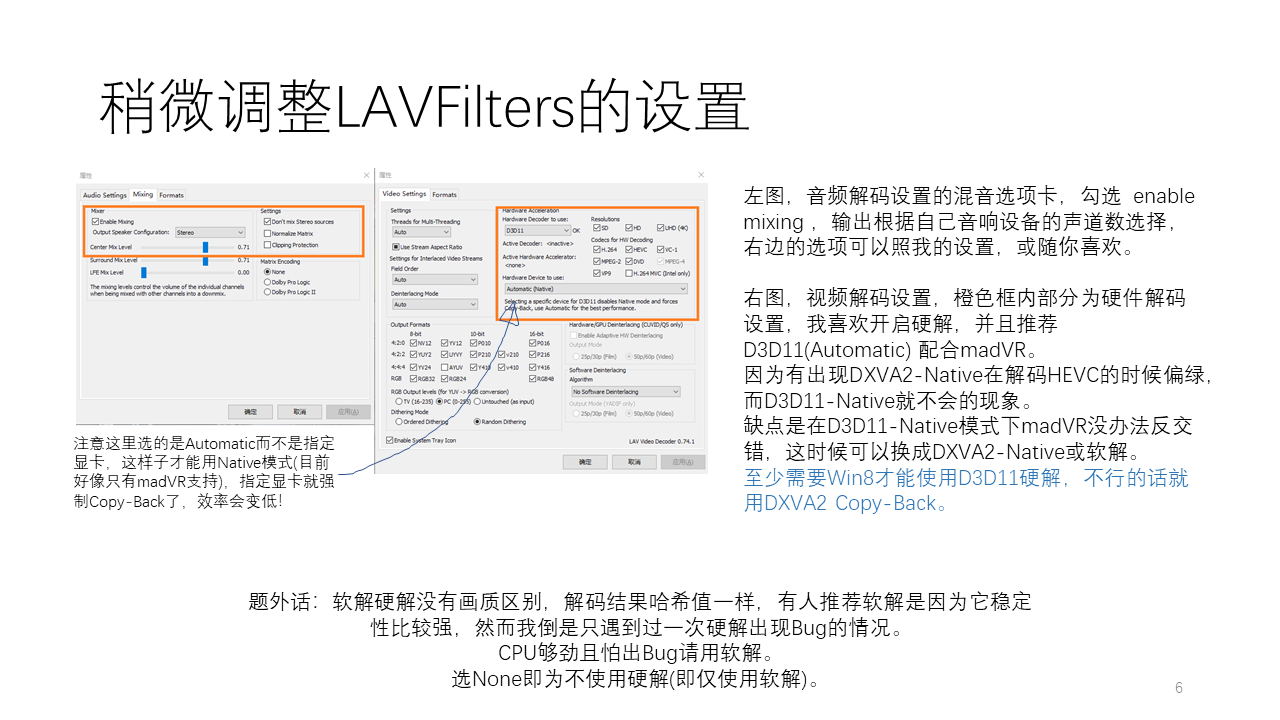 稍微调整LAVFilters的设置
属性
Audio Settings Mixing Formats
Mixer
Enable Mixing
Output Speaker Configuration: Stereo
Center Mix Level 0.71
Surround Mix Level 0.71
LFE Mix Level 0.00
The mixing levels control the volume of the individual channels
when being mixed with other channels into a downmix.
Settings
Don't mix Stereo sources
Normalize Matrix
Clipping Protection
Matrix Encoding
None
Dolby Pro Logic
Dolby Pro Logic II
确定 取消 应用(A)
属性
Video Settings Formats
Settings
Threads for Multi-Threading
Auto
Use Stream Aspect Ratio
Settings for Interlaced Video Streams
Field Order
Auto
Deinterlacing Mode
Auto
Hardware Acceleration
Hardware Decoder to use:
D3D11 OK
Active Decoder: <inactive>
Active Hardware Accelerator:
<none>
Resolutions
SD HD UHD (4K)
Codecs for HW Decoding
H.264 HEVC VC-1
MPEG-2 DVD MPEG-4
VP9 H.264 MVC (Intel only)
Hardware Device to use:
Automatic (Native)
Selecting a specific device for D3D11 disables Native mode and forces
Copy-Back, use Automatic for the best performance.
Output Formats
8-bit 10-bit 16-bit
4:2:0 NV12 YV12 P010 P016
4:2:2 YUY2 UYVY P210 v210 P216
4:4:4 YV24 AYUV Y410 v410 Y416
RGB RGB32 RGB24 RGB48
RGB Output levels (for YUV -> RGB conversion)
TV (16-235) PC (0-255) Untouched (as input)
Dithering Mode
Ordered Dithering Random Dithering
Enable System Tray Icon
Hardware/GPU Deinterlacing (CUVID/QS only)
Enable Adaptive HW Deinterlacing
Output Mode
25p/30p (Film) 50p/60p (Video)
Software Deinterlacing
Algorithm
No Software Deinterlacing
Output Mode (YADIF only)
25p/30p (Film) 50p/60p (Video)
LAV Video Decoder 0.74.1
确定 取消 应用(A)
注意这里选的是Automatic而不是指定
显卡，这样子才能用Native模式(目前
好像只有madVR支持)，指定显卡就强
制Copy-Back了，效率会变低！
左图，音频解码设置的混音选项卡，勾选 enable
mixing ，输出根据自己音响设备的声道数选择，
右边的选项可以照我的设置，或随你喜欢。
右图，视频解码设置，橙色框内部分为硬件解码
设置，我喜欢开启硬解，并且推荐
D3D11(Automatic) 配合madVR。
因为有出现DXVA2-Native在解码HEVC的时候偏绿，
而D3D11-Native就不会的现象。
缺点是在D3D11-Native模式下madVR没办法反交
错，这时候可以换成DXVA2-Native或软解。
至少需要Win8才能使用D3D11硬解，不行的话就
用DXVA2 Copy-Back。
题外话：软解硬解没有画质区别，解码结果哈希值一样，有人推荐软解是因为它稳定
性比较强，然而我倒是只遇到过一次硬解出现Bug的情况。
CPU够劲且怕出Bug请用软解。
选None即为不使用硬解(即仅使用软解)。
6